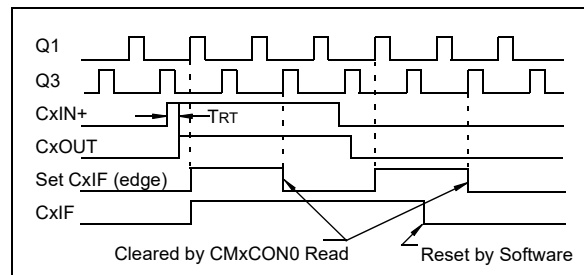 Q1
Q3
CxIN+
TRT
CxOUT
Set CxIF (edge)
CxIF
Cleared by CMxCON0 Read
Reset by Software